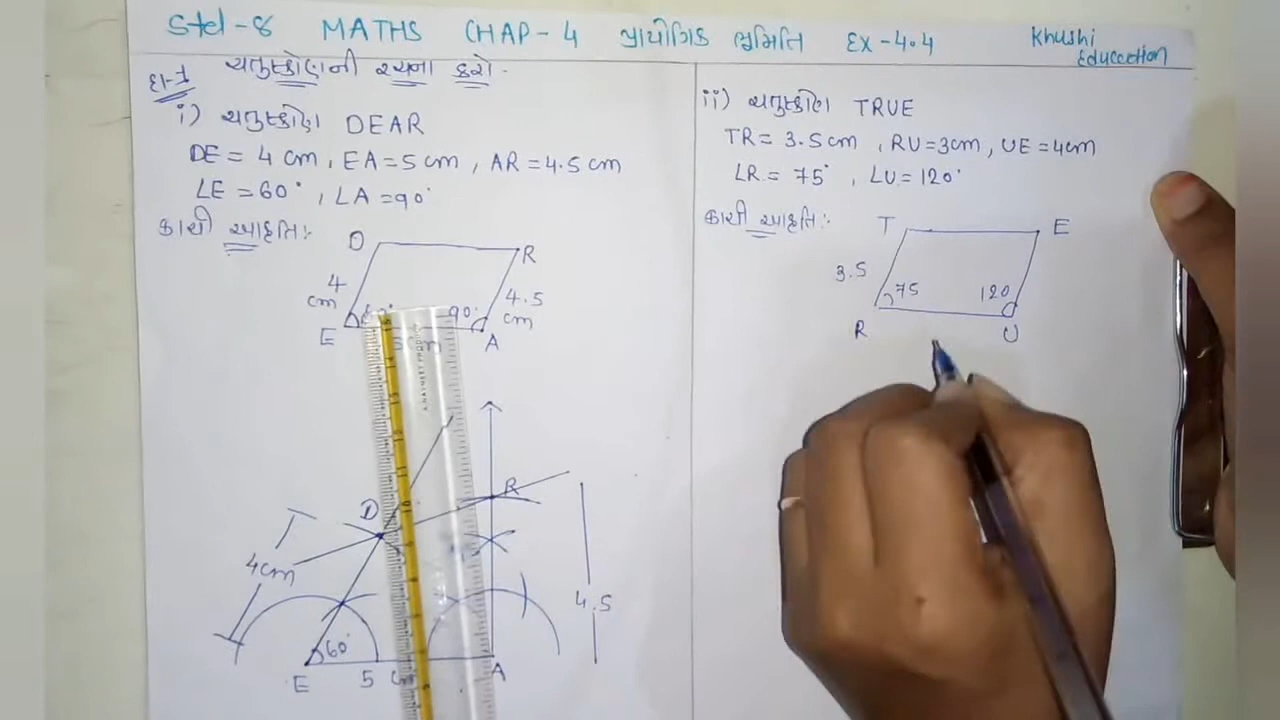 Std-8 MATHS CHAP-4 પ્રાયોગિક ભૂમિતિ EX-4.4
Khushi
Education
દા-1 ચતુષ્કોણની રચના કરો.
i) ચતુષ્કોણ DEAR
DE = 4 cm, EA = 5 cm, AR = 4.5 cm
∠E = 60°, ∠A = 90°
કાચી આકૃતિ:
D
R
4
cm
4.5
cm
90°
E
A
D
R
4cm
4.5
60°
E
5
A
ii) ચતુષ્કોણ TRUE
TR = 3.5 cm, RU = 3cm, UE = 4cm
∠R = 75°, ∠U = 120°
કાચી આકૃતિ:
T
E
3.5
75
120
R
U